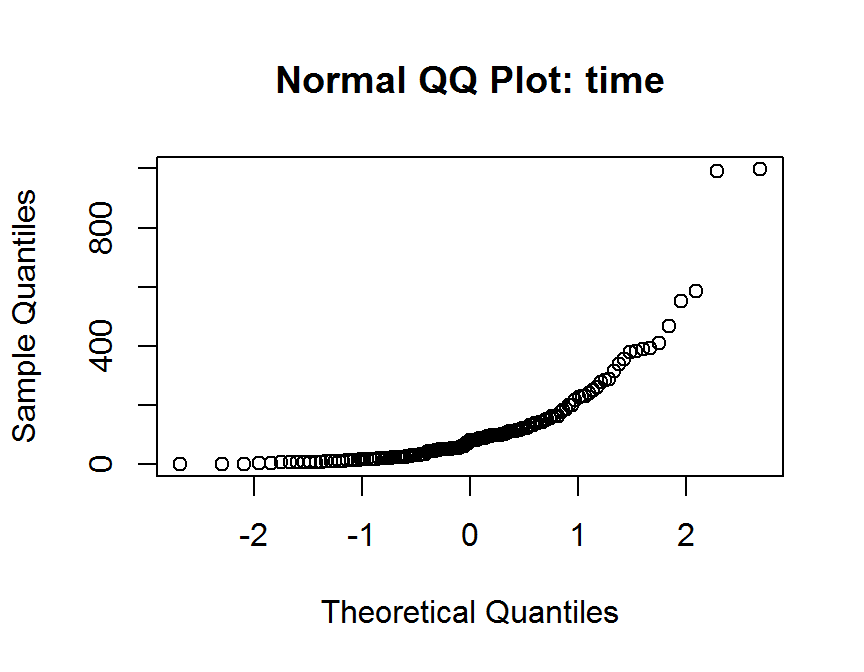 Normal QQ Plot: time
Sample Quantiles
800
400
0
-2 -1 0 1 2
Theoretical Quantiles